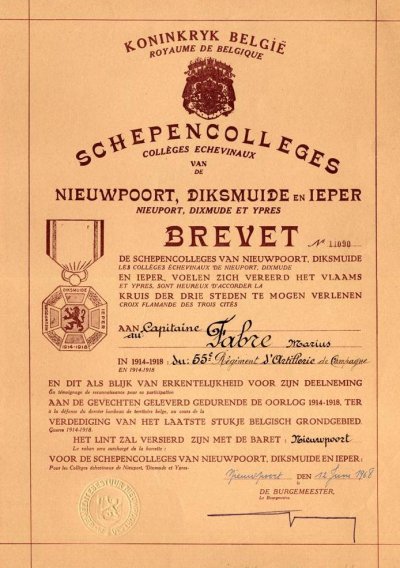 KONINKRYK BELGIË
ROYAUME DE BELGIQUE
SCHEPENCOLLEGES
COLLÈGES ECHEVINAUX
VAN
DE
NIEUWPOORT, DIKSMUIDE EN IEPER
NIEUPORT, DIXMUDE ET YPRES
BREVET
No 11090
DE SCHEPENCOLLEGES VAN NIEUWPOORT, DIKSMUIDE
LES COLLÈGES ÉCHEVINAUX DE NIEUPORT, DIXMUDE
EN IEPER, VOELEN ZICH VEREERD HET VLAAMS
ET YPRES, SONT HEUREUX D'ACCORDER LA
KRUIS DER DRIE STEDEN TE MOGEN VERLENEN
CROIX FLAMANDE DES TROIS CITÉS
DIKSMUIDE
IEPER
1914-1918
AAN Capitaine Fabre Marius
au
IN 1914-1918 : du 55e Régiment d'Artillerie de Campagne
EN 1914-1918
EN DIT ALS BLIJK VAN ERKENTELIJKHEID VOOR ZIJN DEELNEMING
En témoignage de reconnaissance pour sa participation
AAN DE GEVECHTEN GELEVERD GEDURENDE DE OORLOG 1914-1918, TER
à la défense du dernier lambeau de territoire belge, au cours de la
VERDEDIGING VAN HET LAATSTE STUKJE BELGISCH GRONDGEBIED.
Guerre 1914-1918.
HET LINT ZAL VERSIERD ZIJN MET DE BARET : Nieuwpoort
Le ruban sera surchargé de la barrette :
VOOR DE SCHEPENCOLLEGES VAN NIEUWPOORT, DIKSMUIDE EN IEPER :
Pour les Collèges échevinaux de Nieuport, Dixmude et Ypres.
Nieuwpoort DEN 12 Juni 1968
le
DE BURGEMEESTER,
Le Bourgmestre